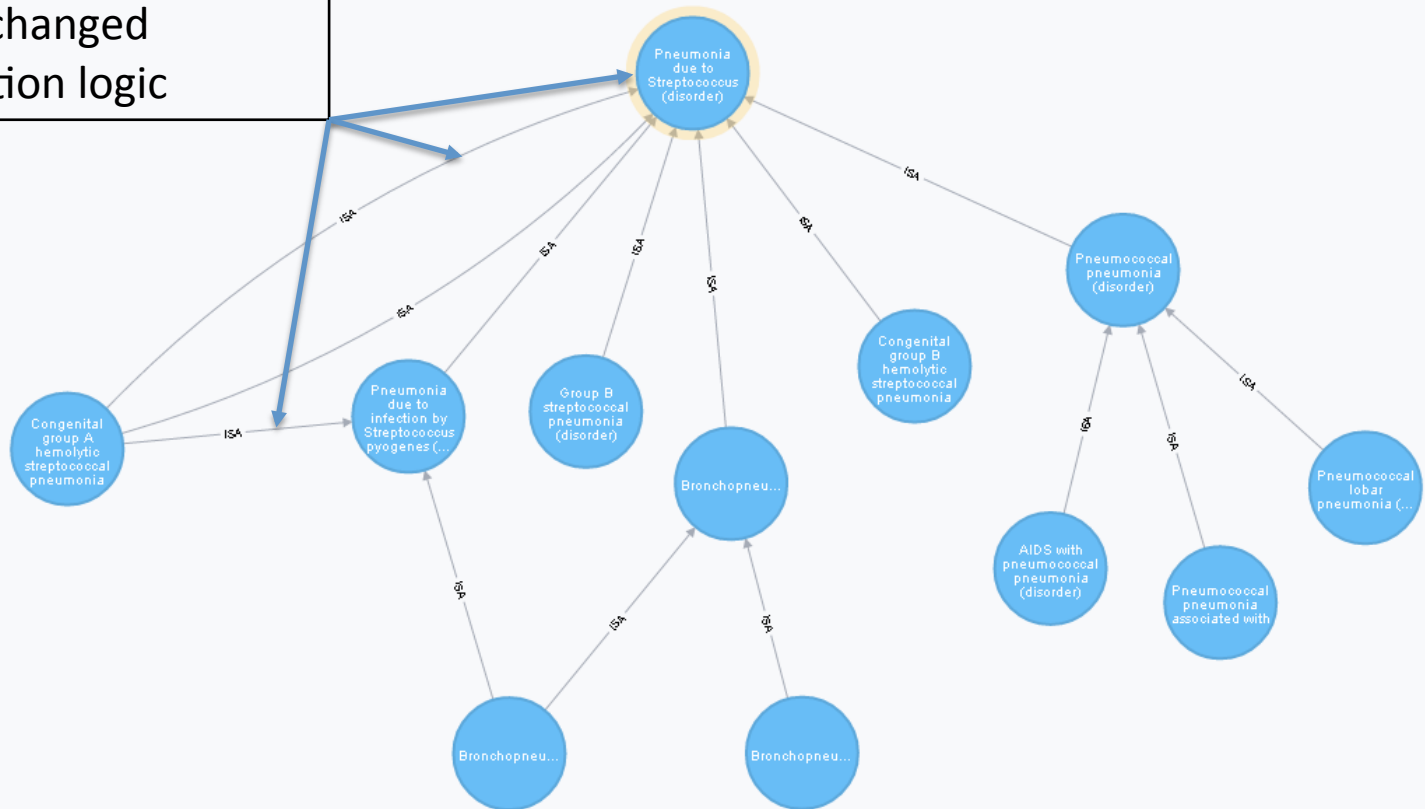 changed
tion logic
Pneumonia
due to
Streptococcus
(disorder)
ISA
ISA
ISA
ISA
ISA
ISA
ISA
Pneumococcal
pneumonia
(disorder)
Congenital
group A
hemolytic
streptococcal
pneumonia
ISA
Pneumonia
due to
infection by
Streptococcus
pyogenes (...
Group B
streptococcal
pneumonia
(disorder)
Congenital
group B
hemolytic
streptococcal
pneumonia
Bronchopneu...
ISA
ISA
ISA
Pneumococcal
lobar
pneumonia (...
AIDS with
pneumococcal
pneumonia
(disorder)
Pneumococcal
pneumonia
associated with
ISA
ISA
ISA
Bronchopneu...
Bronchopneu...